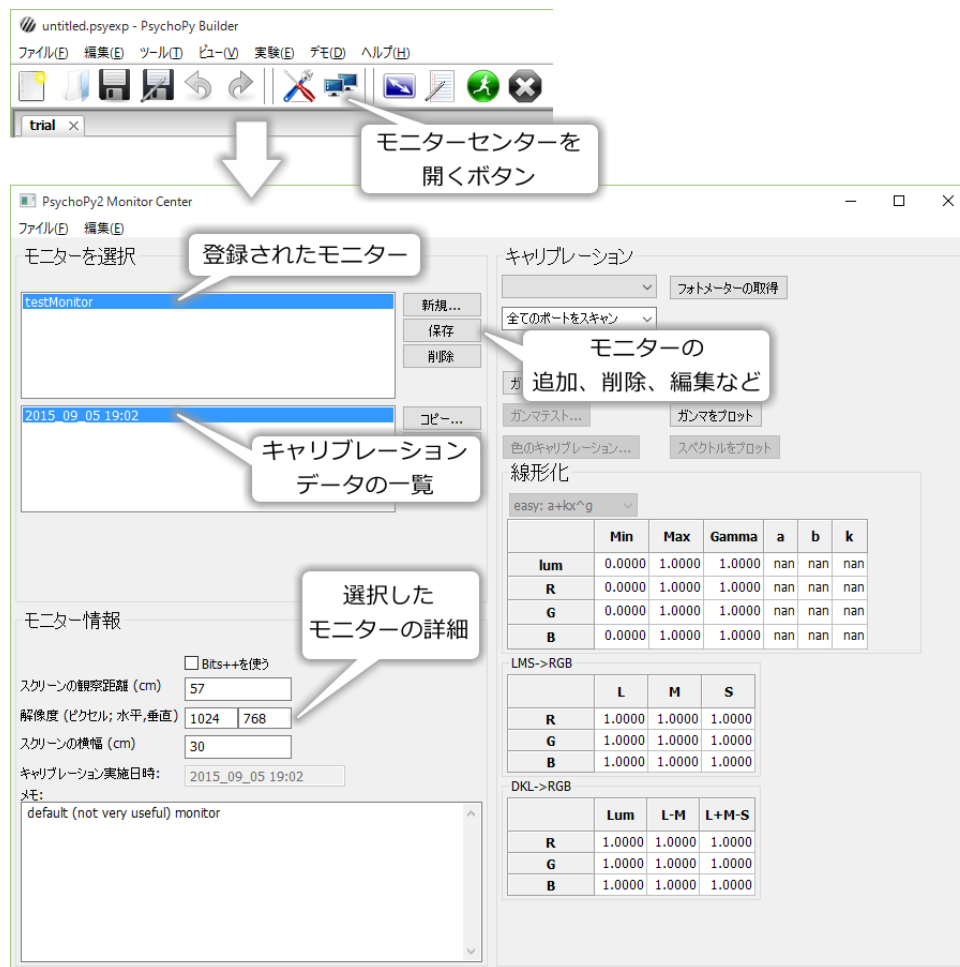 untitled.psyexp - PsychoPy Builder
ファイル(F) 編集(E) ツール(T) ビュー(V) 実験(E) デモ(D) ヘルプ(H)
trial
モニターセンターを
開くボタン
PsychoPy2 Monitor Center
ファイル(F) 編集(E)
モニターを選択
登録されたモニター
testMonitor
新規...
保存
削除
モニターの
追加、削除、編集など
2015_09_05 19:02
コピー...
キャリブレーション
データの一覧
選択した
モニターの詳細
モニター情報
Bits++を使う
スクリーンの観察距離 (cm) 57
解像度 (ピクセル; 水平,垂直) 1024 768
スクリーンの横幅 (cm) 30
キャリブレーション実施日時: 2015_09_05 19:02
メモ:
default (not very useful) monitor
キャリブレーション
フォトメーターの取得
全てのポートをスキャン
ガンマテスト... ガンマをプロット
色のキャリブレーション... スペクトルをプロット
線形化
easy: a+kx^g
Min Max Gamma a b k
lum 0.0000 1.0000 1.0000 nan nan nan
R 0.0000 1.0000 1.0000 nan nan nan
G 0.0000 1.0000 1.0000 nan nan nan
B 0.0000 1.0000 1.0000 nan nan nan
LMS->RGB
L M S
R 1.0000 1.0000 1.0000
G 1.0000 1.0000 1.0000
B 1.0000 1.0000 1.0000
DKL->RGB
Lum L-M L+M-S
R 1.0000 1.0000 1.0000
G 1.0000 1.0000 1.0000
B 1.0000 1.0000 1.0000